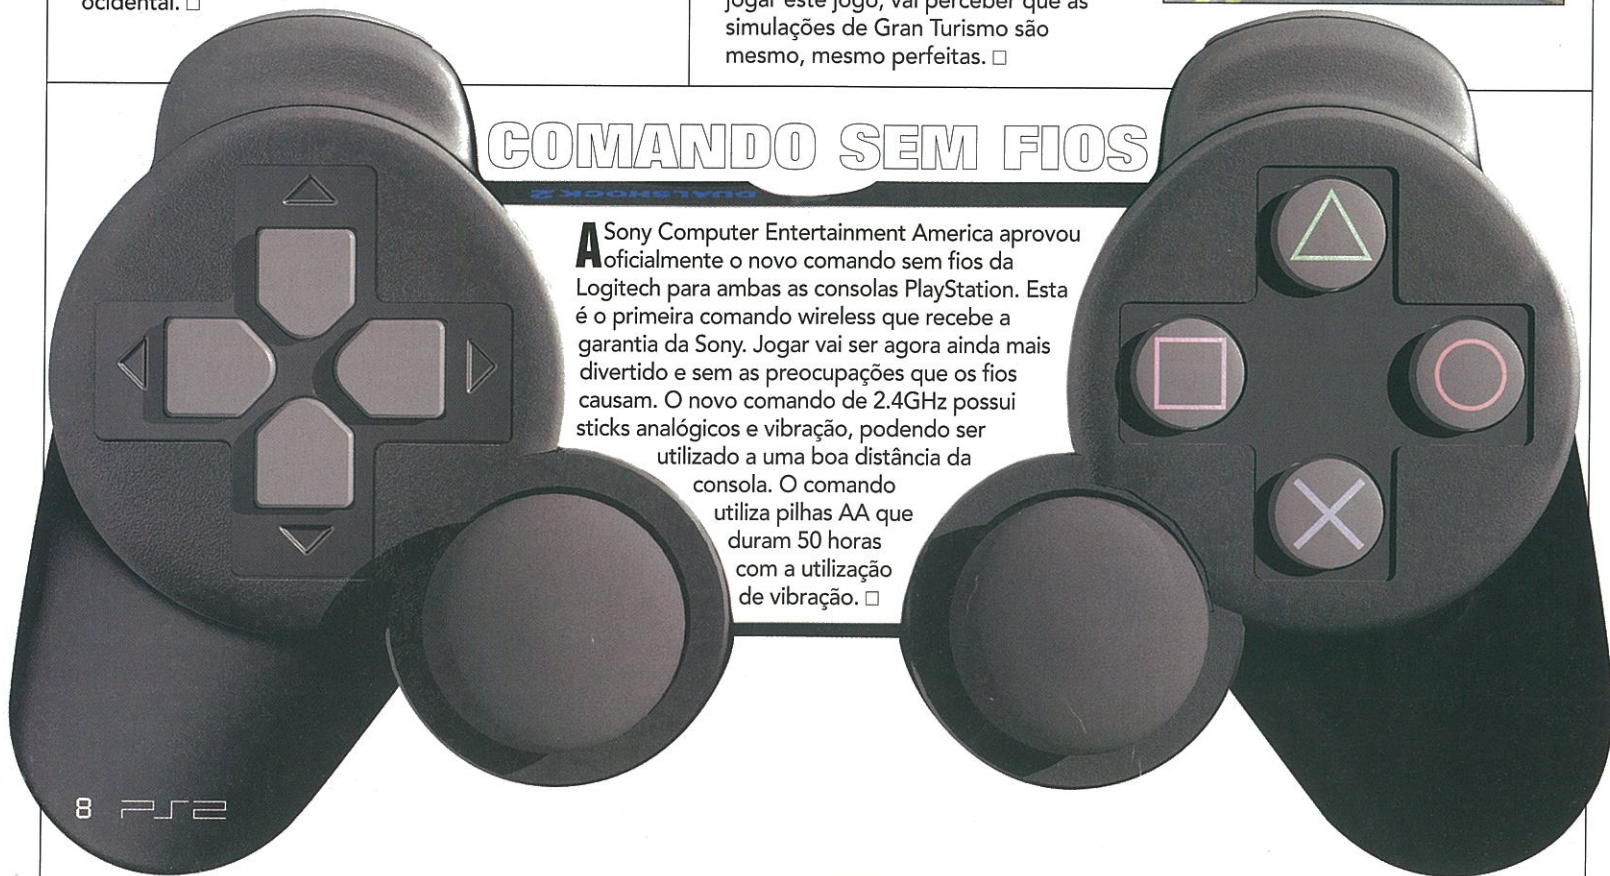 ocidental. □
jogar este jogo, vai perceber que as
simulações de Gran Turismo são
mesmo, mesmo perfeitas. □
COMANDO SEM FIOS
DUALSHOCK 2
A Sony Computer Entertainment America aprovou
oficialmente o novo comando sem fios da
Logitech para ambas as consolas PlayStation. Esta
é o primeira comando wireless que recebe a
garantia da Sony. Jogar vai ser agora ainda mais
divertido e sem as preocupações que os fios
causam. O novo comando de 2.4GHz possui
sticks analógicos e vibração, podendo ser
utilizado a uma boa distância da
consola. O comando
utiliza pilhas AA que
duram 50 horas
com a utilização
de vibração. □
8 PS2